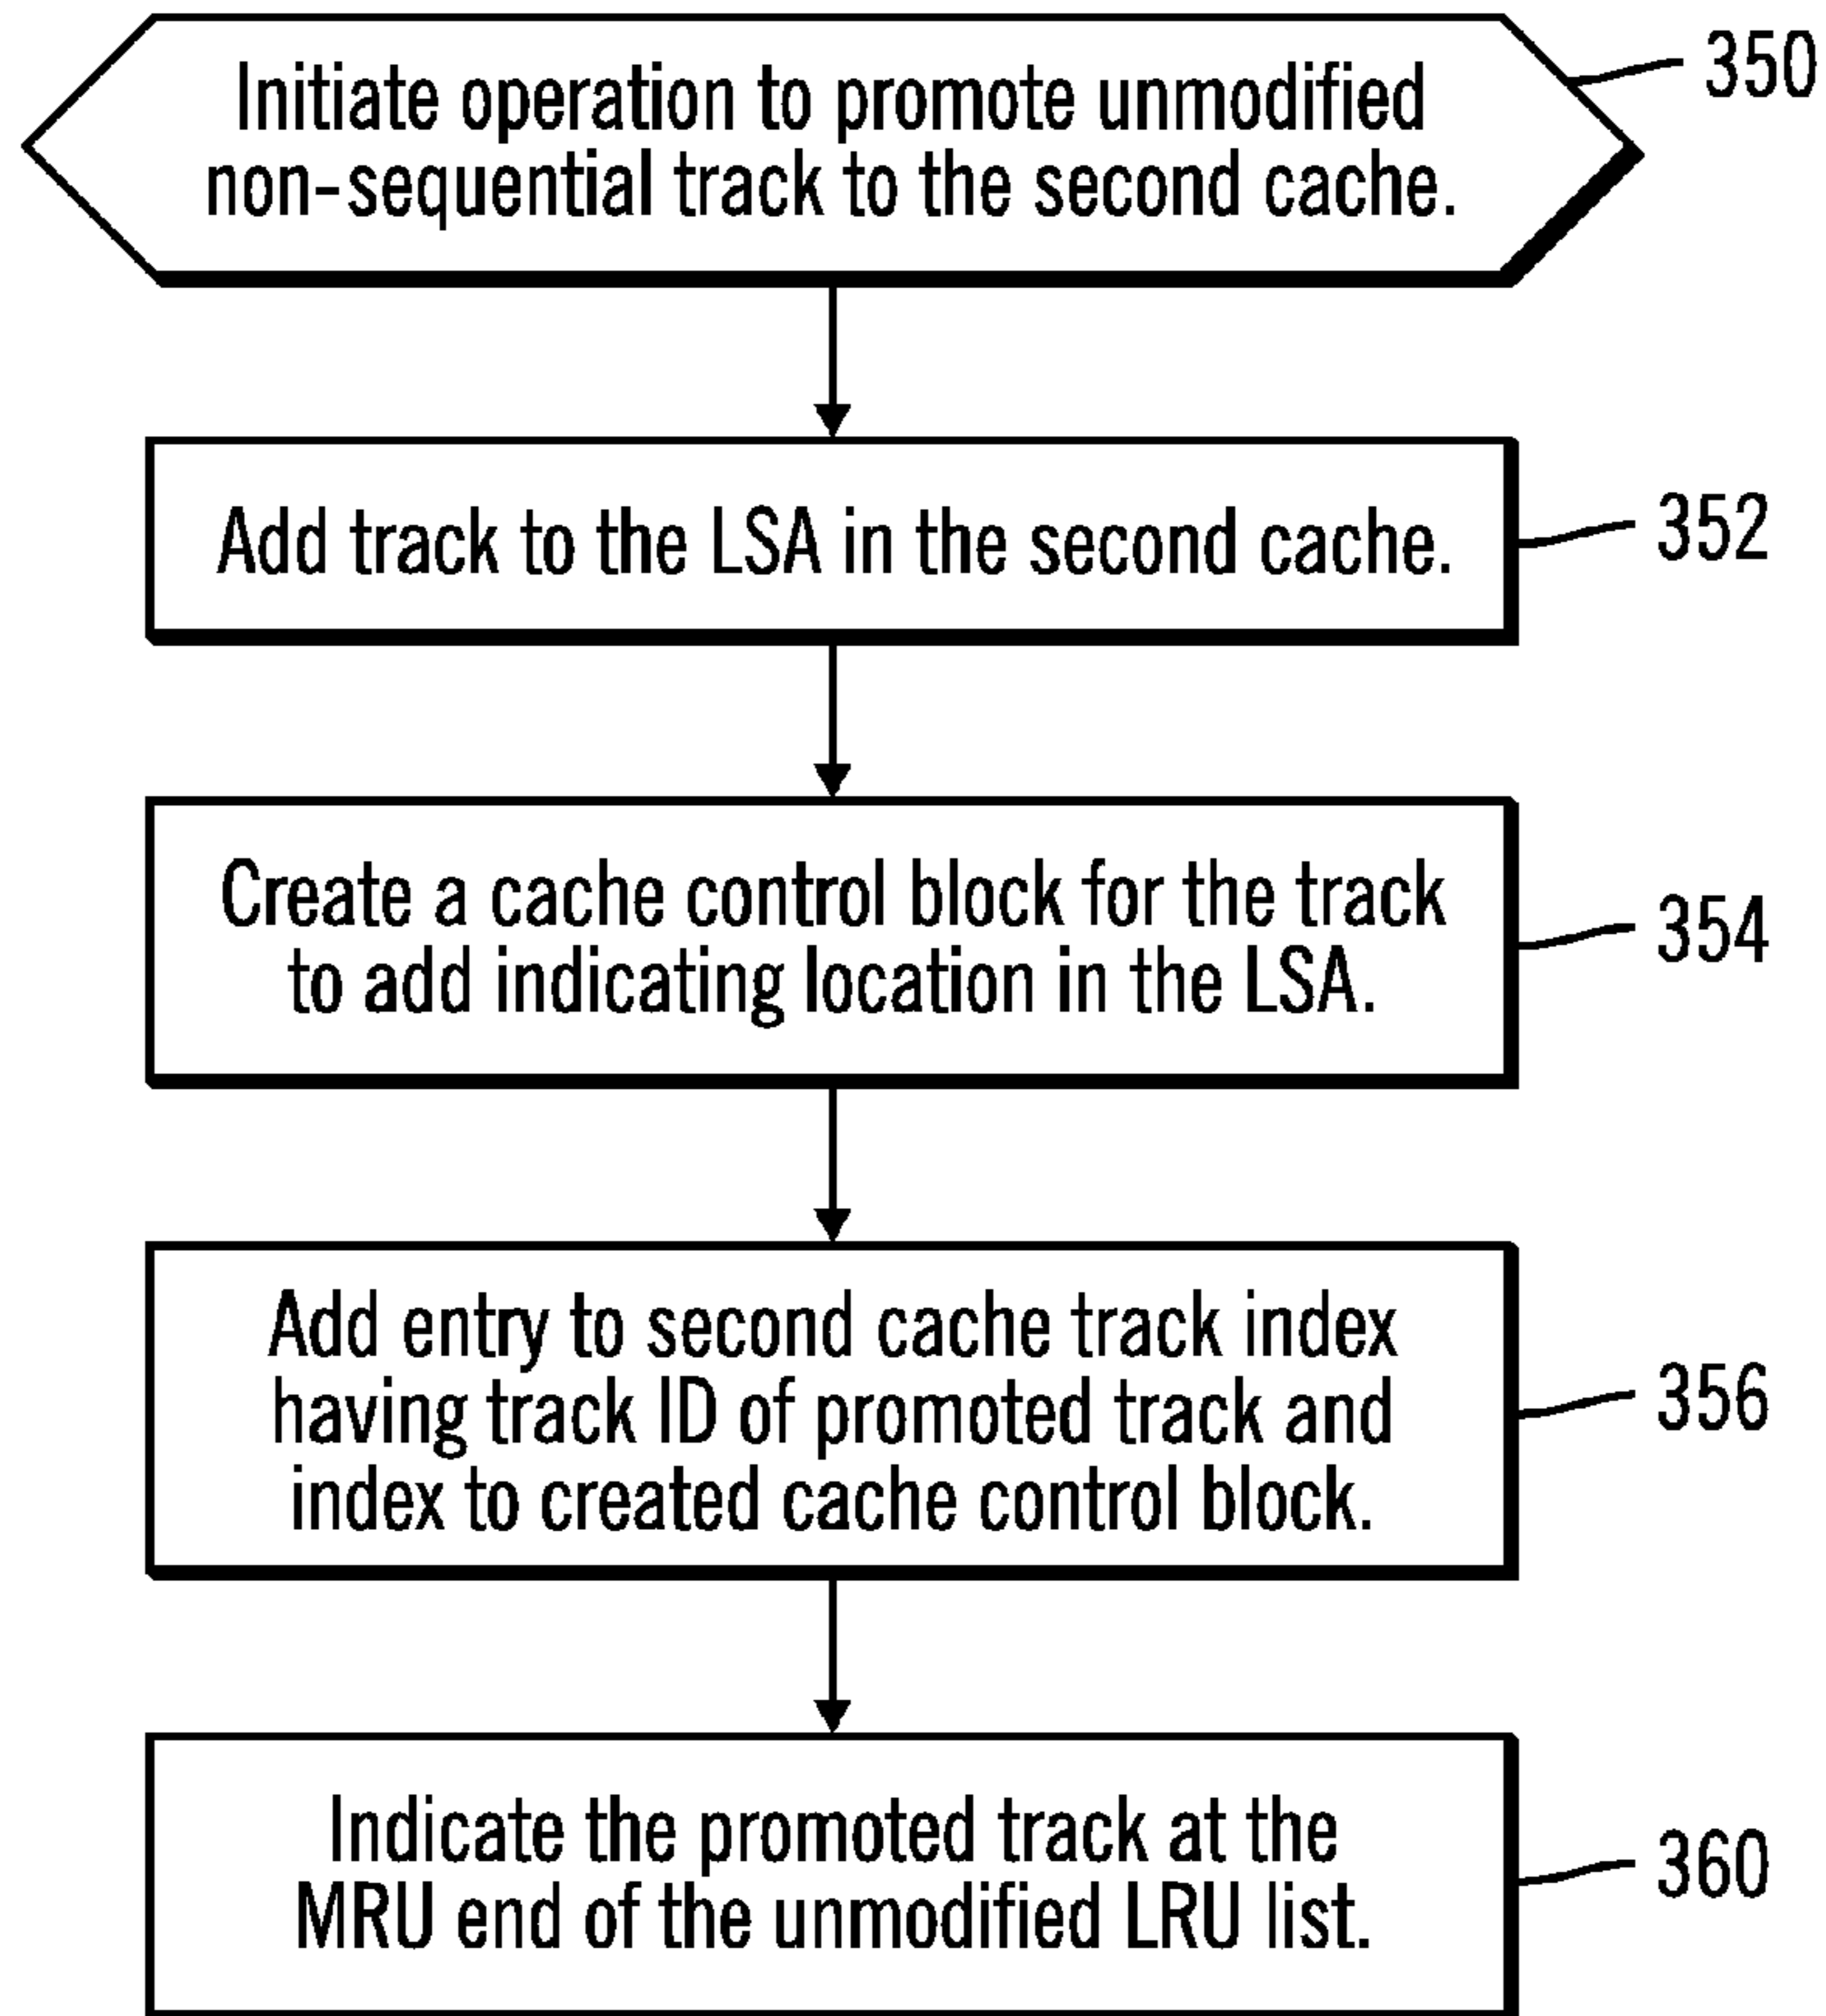 Initiate operation to promote unmodified
non-sequential track to the second cache.
350
Add track to the LSA in the second cache.
352
Create a cache control block for the track
to add indicating location in the LSA.
354
Add entry to second cache track index
having track ID of promoted track and
index to created cache control block.
356
Indicate the promoted track at the
MRU end of the unmodified LRU list.
360